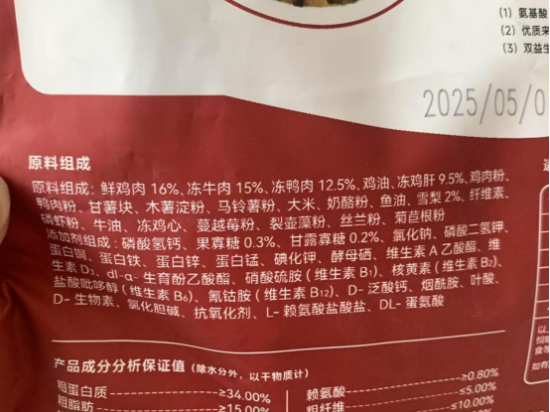 (1) 氨基酸
(2) 优质来
(3) 双益生
2025/05/0
原料组成
原料组成：鲜鸡肉 16%、冻牛肉 15%、冻鸭肉 12.5%、鸡油、冻鸡肝 9.5%、鸡肉粉、
鸭肉粉、甘薯块、木薯淀粉、马铃薯粉、大米、奶酪粉、鱼油、雪梨 2%、纤维素、
磷虾粉、牛油、冻鸡心、蔓越莓粉、裂壶藻粉、丝兰粉、菊苣根粉
添加剂组成：磷酸氢钙、果寡糖 0.3%、甘露寡糖 0.2%、氯化钠、磷酸二氢钾、
蛋白铜、蛋白铁、蛋白锌、蛋白锰、碘化钾、酵母硒、维生素 A 乙酸酯、维
生素 D₃、dl-α- 生育酚乙酸酯、硝酸硫胺（维生素 B₁）、核黄素（维生素 B₂）、
盐酸吡哆醇（维生素 B₆）、氰钴胺（维生素 B₁₂）、D- 泛酸钙、烟酰胺、叶酸、
D- 生物素、氯化胆碱、抗氧化剂、L- 赖氨酸盐酸盐、DL- 蛋氨酸
产品成分分析保证值（除水分外，以干物质计）
粗蛋白质 ≥34.00% 赖氨酸 ≥0.80%
粗脂肪 ≥15.00% 粗纤维 ≤5.00%
≤10.00%